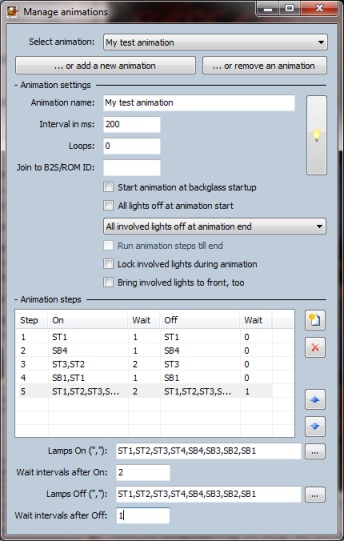 Manage animations
Select animation: My test animation
... or add a new animation ... or remove an animation
Animation settings
Animation name: My test animation
Interval in ms: 200
Loops: 0
Join to B2S/ROM ID:
Start animation at backglass startup
All lights off at animation start
All involved lights off at animation end
Run animation steps till end
Lock involved lights during animation
Bring involved lights to front, too
Animation steps
Step On Wait Off Wait
1 ST1 1 ST1 0
2 SB4 1 SB4 0
3 ST3,ST2 2 ST3 0
4 SB1,ST1 1 SB1 0
5 ST1,ST2,ST3,S... 2 ST1,ST2,ST3,S... 1
Lamps On (","): ST1,ST2,ST3,ST4,SB4,SB3,SB2,SB1 ...
Wait intervals after On: 2
Lamps Off (","): ST1,ST2,ST3,ST4,SB4,SB3,SB2,SB1 ...
Wait intervals after Off: 1